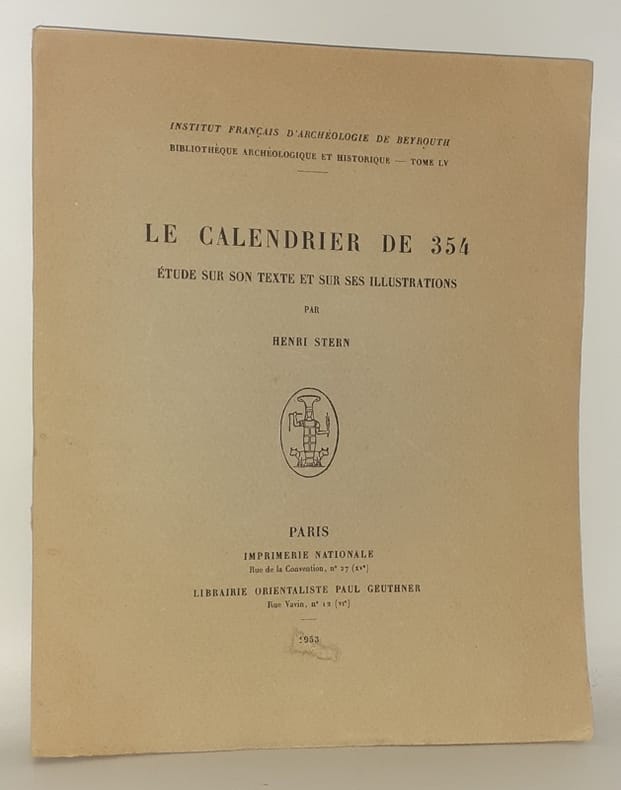 INSTITUT FRANÇAIS D'ARCHÉOLOGIE DE BEYROUTH
BIBLIOTHÈQUE ARCHÉOLOGIQUE ET HISTORIQUE — TOME LV
LE CALENDRIER DE 354
ÉTUDE SUR SON TEXTE ET SUR SES ILLUSTRATIONS
PAR
HENRI STERN
PARIS
IMPRIMERIE NATIONALE
Rue de la Convention, n° 27 (XVᵉ)
LIBRAIRIE ORIENTALISTE PAUL GEUTHNER
Rue Vavin, n° 12 (VIᵉ)
1953